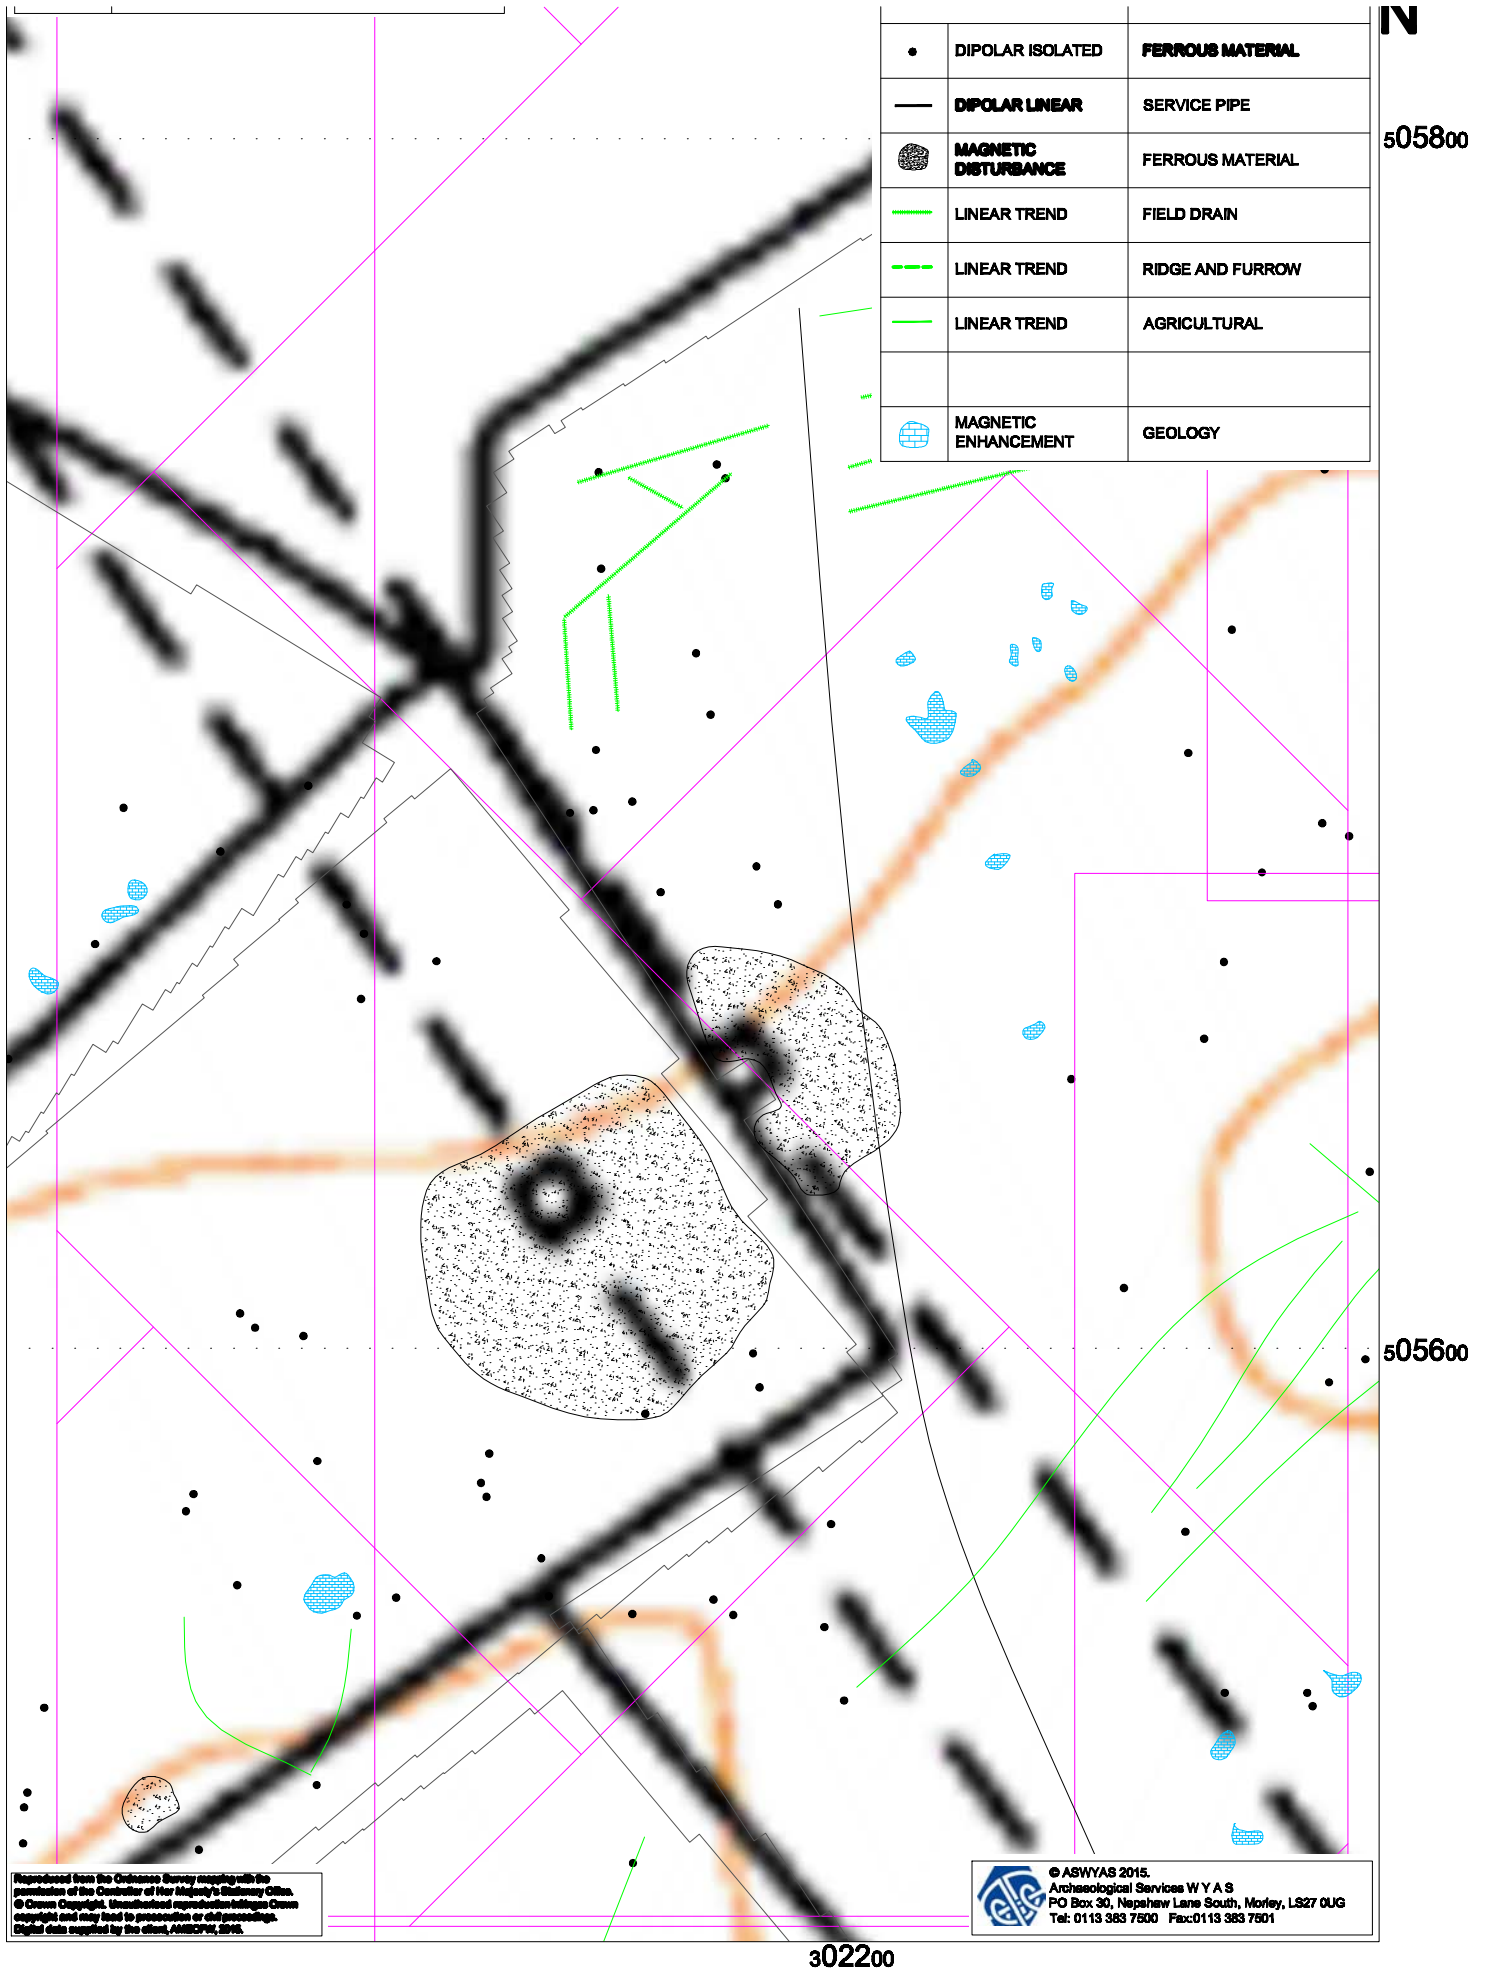 N
DIPOLAR ISOLATED FERROUS MATERIAL
DIPOLAR LINEAR SERVICE PIPE
MAGNETIC
DISTURBANCE
FERROUS MATERIAL
LINEAR TREND FIELD DRAIN
LINEAR TREND RIDGE AND FURROW
LINEAR TREND AGRICULTURAL
MAGNETIC
ENHANCEMENT
GEOLOGY
505800
505600
Reproduced from the Ordnance Survey mapping with the
permission of the Controller of Her Majesty's Stationery Office.
© Crown Copyright. Unauthorised reproduction infringes Crown
copyright and may lead to prosecution or civil proceedings.
Digital data supplied by the client, 2015.
© ASWYAS 2015.
Archaeological Services W Y A S
PO Box 30, Nepshaw Lane South, Morley, LS27 0UG
Tel: 0113 383 7500 Fax:0113 383 7501
302200